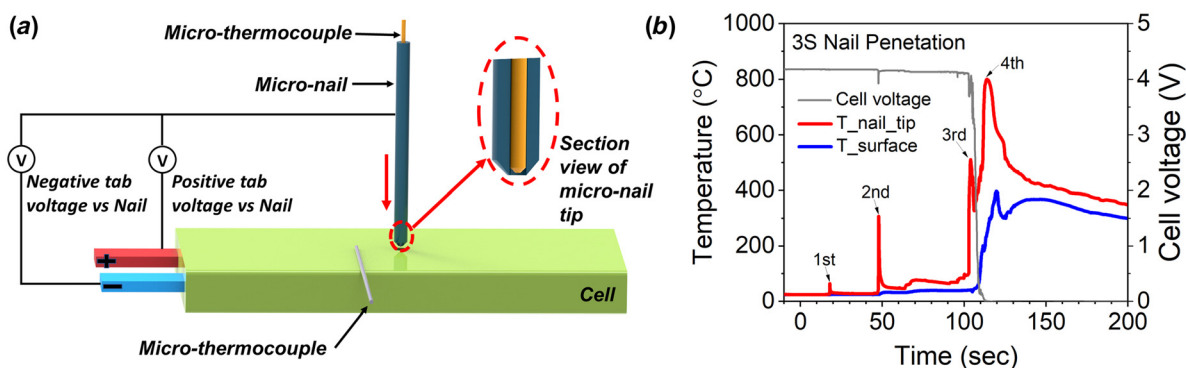 (a)
Micro-thermocouple
Micro-nail
Section
view of
micro-nail
tip
V
V
Negative tab
voltage vs Nail
Positive tab
voltage vs Nail
+
−
Cell
Micro-thermocouple
(b)
3S Nail Penetation
Cell voltage
T_nail_tip
T_surface
1st
2nd
3rd
4th
Temperature (°C)
1000
800
600
400
200
0
Cell voltage (V)
5
4
3
2
1
0
0 50 100 150 200
Time (sec)